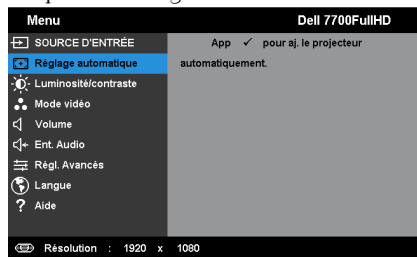 Menu
Dell 7700FullHD
SOURCE D'ENTRÉE
App ✓ pour aj. le projecteur
Réglage automatique
automatiquement.
Luminosité/contraste
Mode vidéo
Volume
Ent. Audio
Régl. Avancés
Langue
? Aide
Résolution : 1920 x 1080